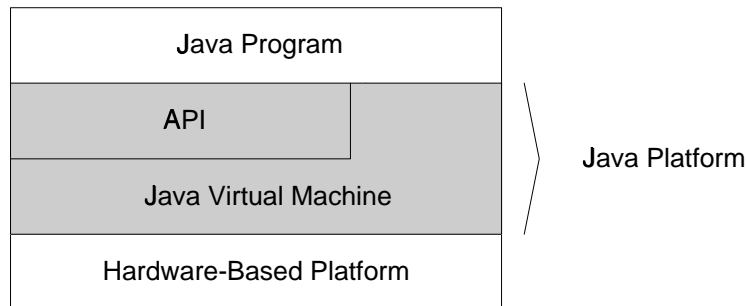 Java Program
API
Java Platform
Java Virtual Machine
Hardware-Based Platform